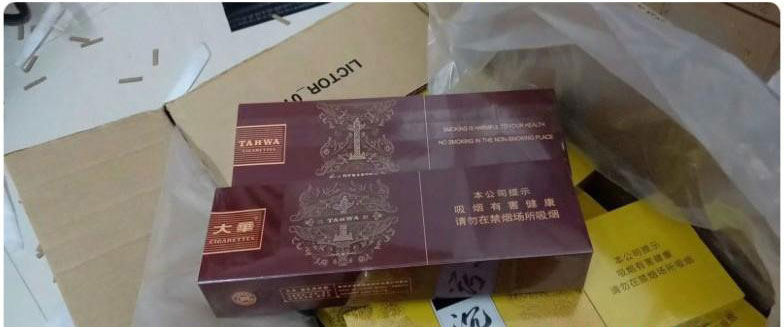 LICTOR_0
TAHWA
CIGARETTES
SMOKING IS HARMFUL TO YOUR HEALTH
NO SMOKING IN THE NON-SMOKING PLACE
大華
CIGARETTES
TAHWA
本公司提示
吸烟有害健康
请勿在禁烟场所吸烟
本公司提示
吸烟有害健康
请勿在禁烟场所吸烟
沉